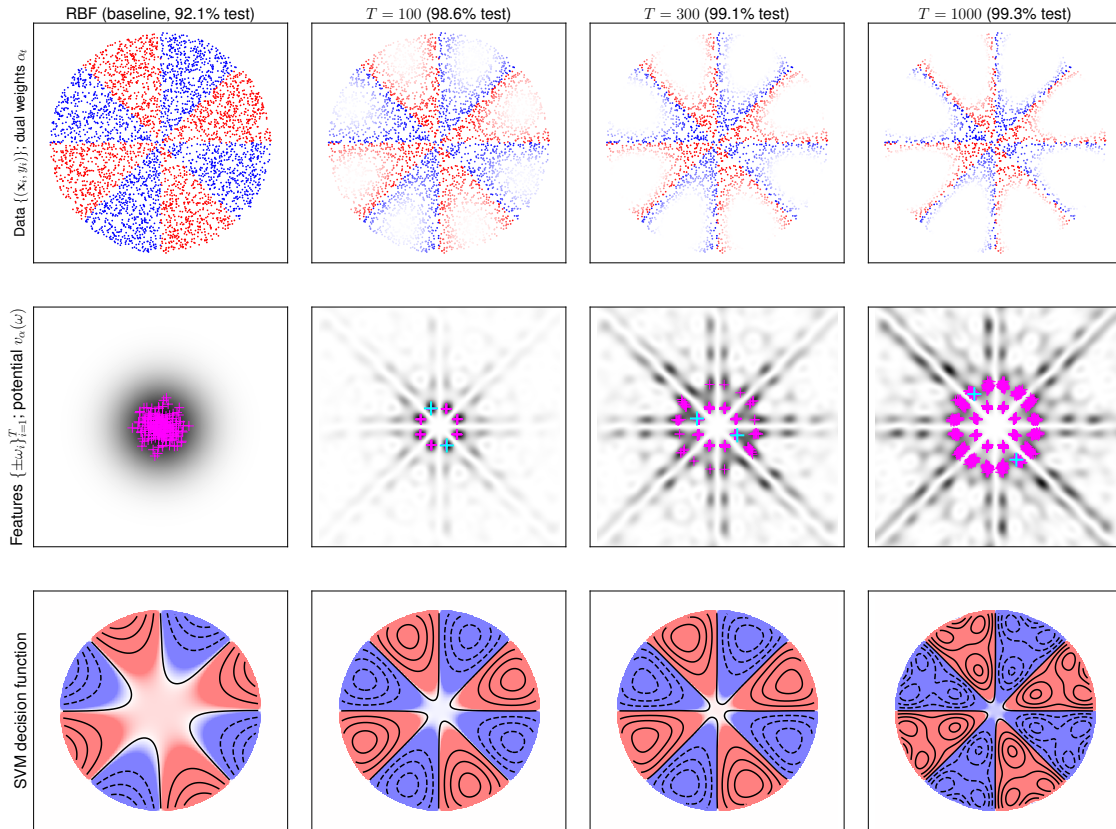 RBF (baseline, 92.1% test)
T = 100 (98.6% test)
T = 300 (99.1% test)
T = 1000 (99.3% test)
Data {(x_i, y_i)}; dual weights α_t
Features {±ω_i}_{i=1}^T; potential v_α(ω)
SVM decision function